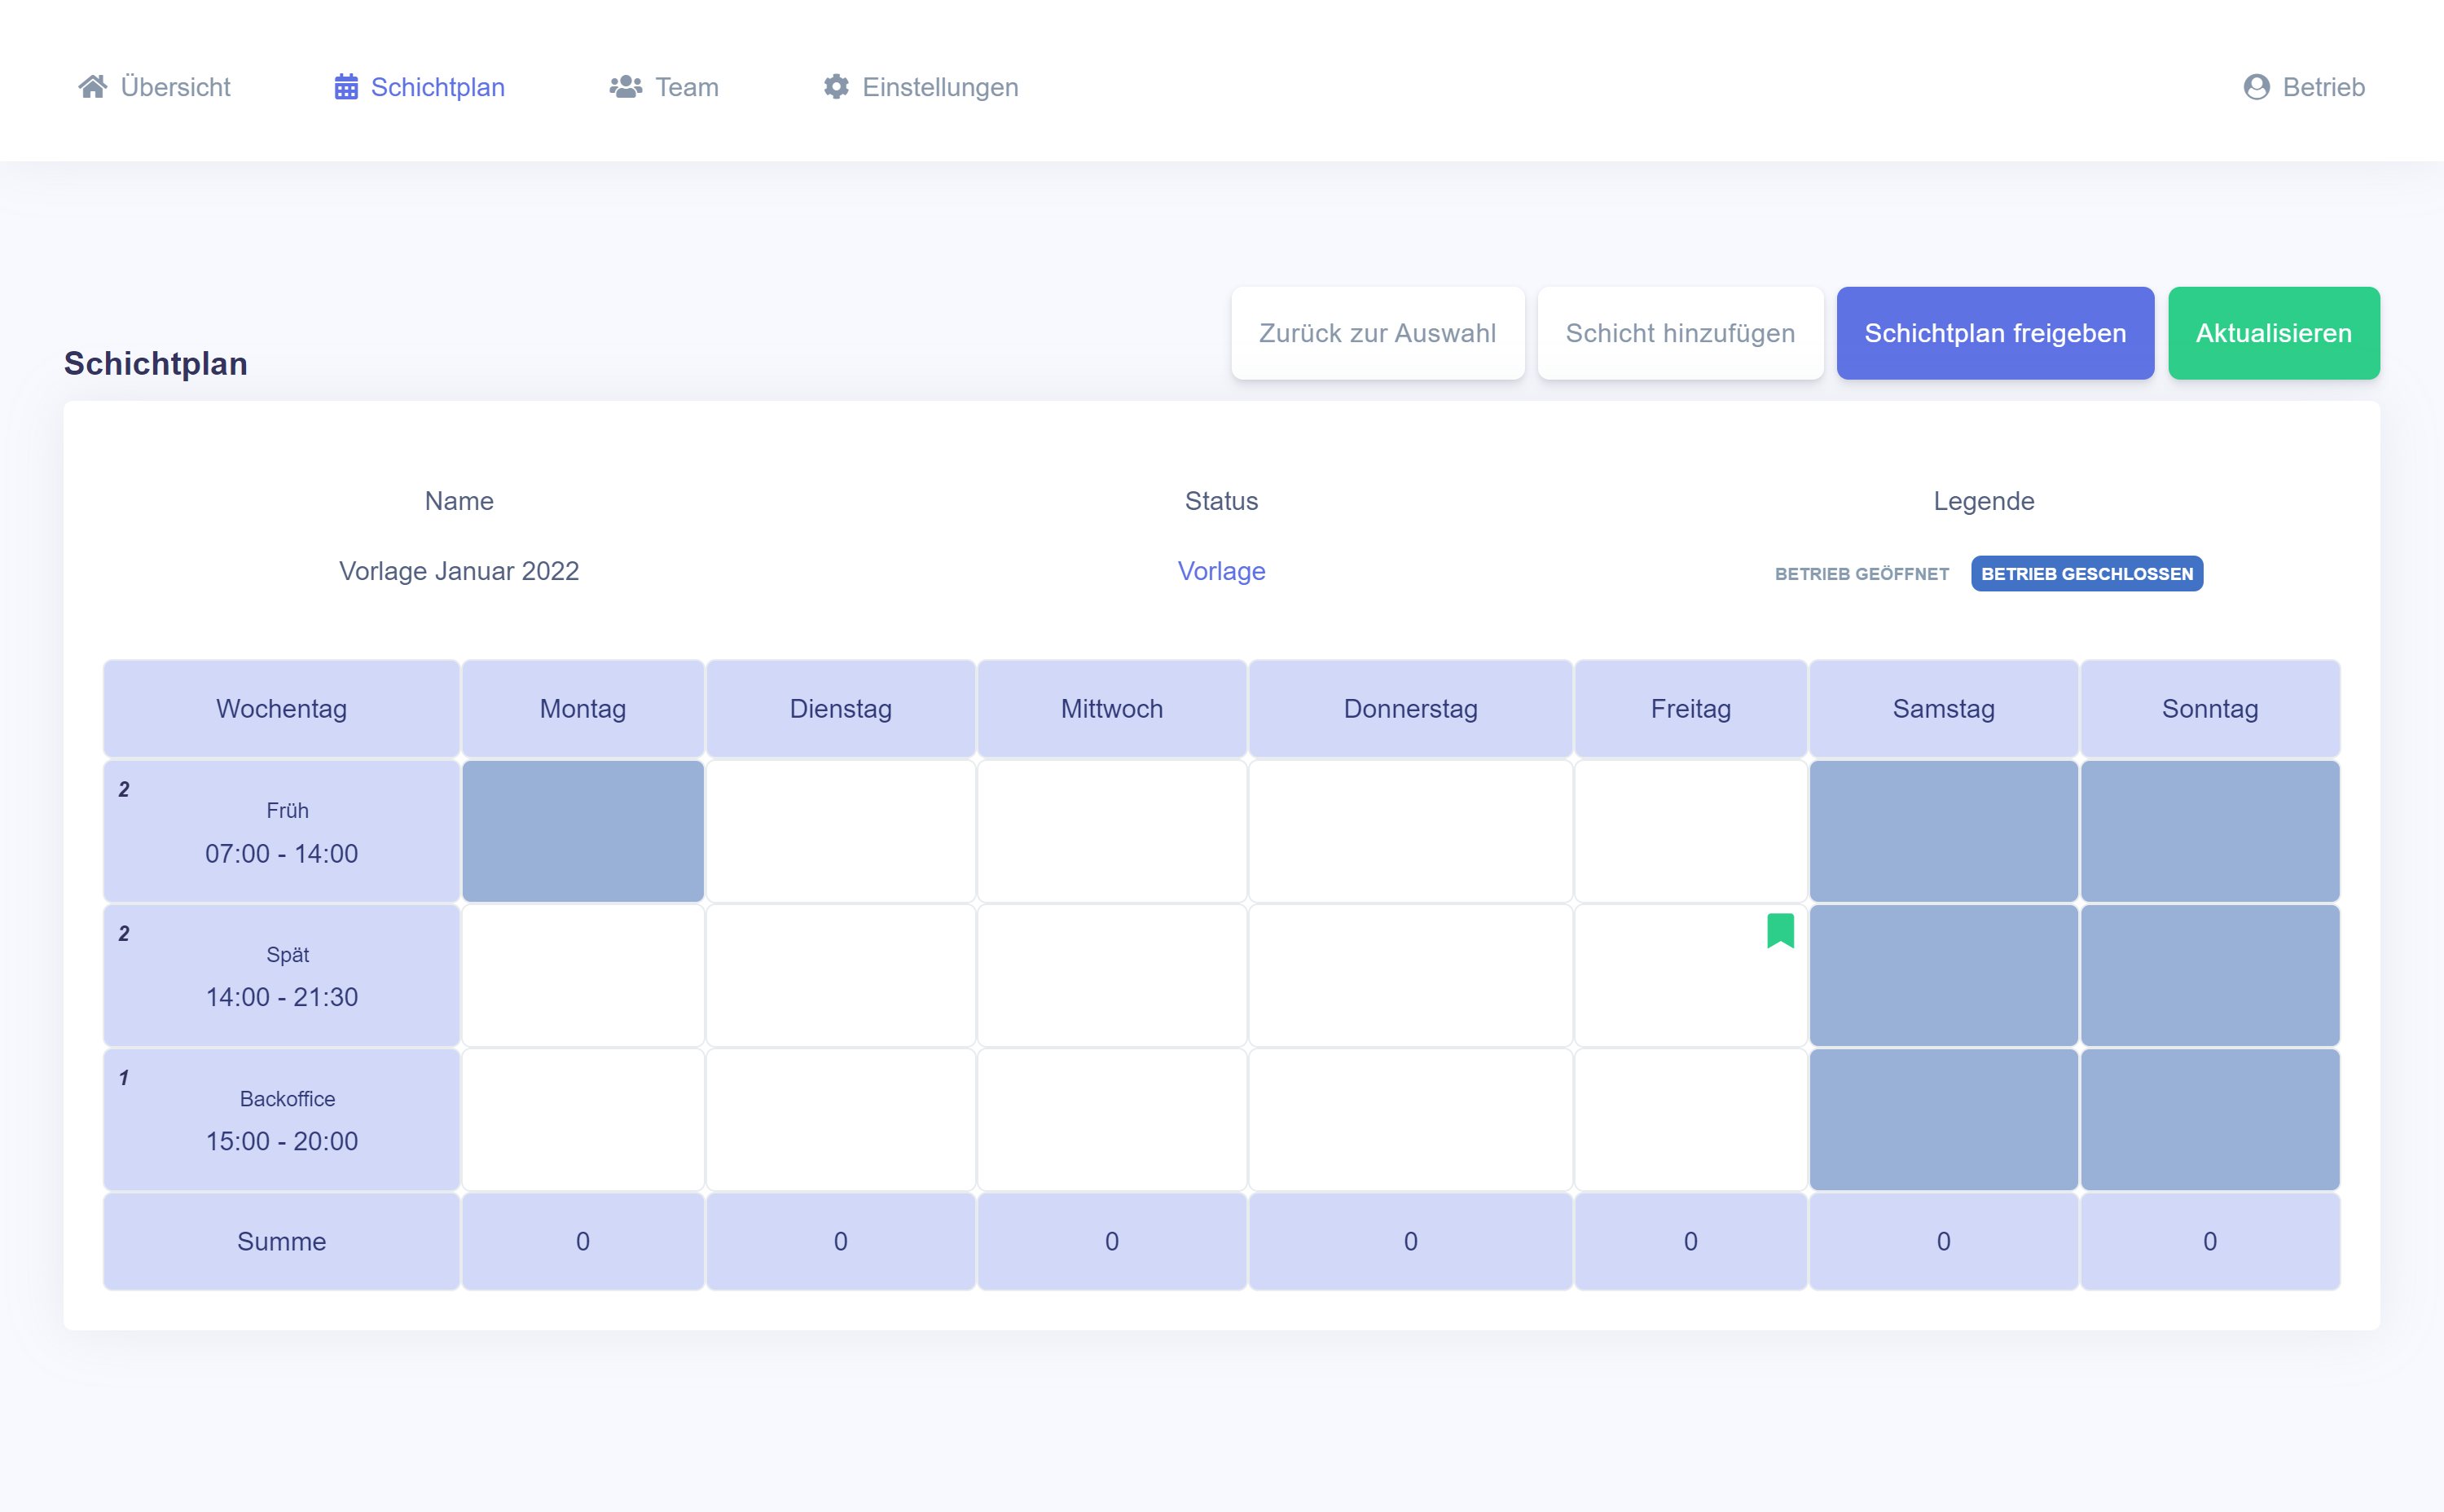 Übersicht Schichtplan Team Einstellungen Betrieb
Zurück zur Auswahl Schicht hinzufügen Schichtplan freigeben Aktualisieren
Schichtplan
Name Status Legende
Vorlage Januar 2022 Vorlage BETRIEB GEÖFFNET BETRIEB GESCHLOSSEN
Wochentag Montag Dienstag Mittwoch Donnerstag Freitag Samstag Sonntag
2
Früh
07:00 - 14:00
2
Spät
14:00 - 21:30
1
Backoffice
15:00 - 20:00
Summe 0 0 0 0 0 0 0